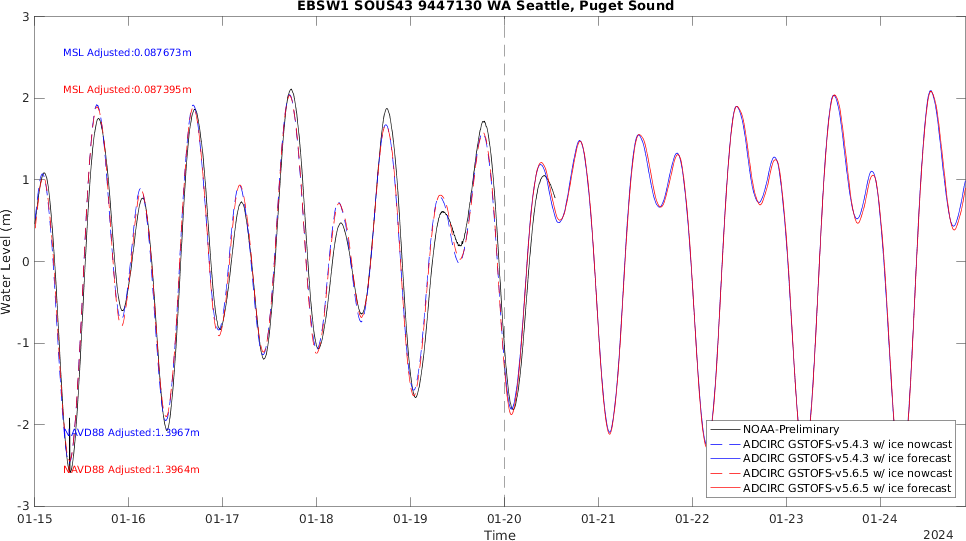 EBSW1 SOUS43 9447130 WA Seattle, Puget Sound
3
2
1
0
-1
-2
-3
Water Level (m)
MSL Adjusted:0.087673m
MSL Adjusted:0.087395m
NAVD88 Adjusted:1.3967m
NAVD88 Adjusted:1.3964m
NOAA-Preliminary
ADCIRC GSTOFS-v5.4.3 w/ ice nowcast
ADCIRC GSTOFS-v5.4.3 w/ ice forecast
ADCIRC GSTOFS-v5.6.5 w/ ice nowcast
ADCIRC GSTOFS-v5.6.5 w/ ice forecast
01-15 01-16 01-17 01-18 01-19 01-20 01-21 01-22 01-23 01-24
Time
2024